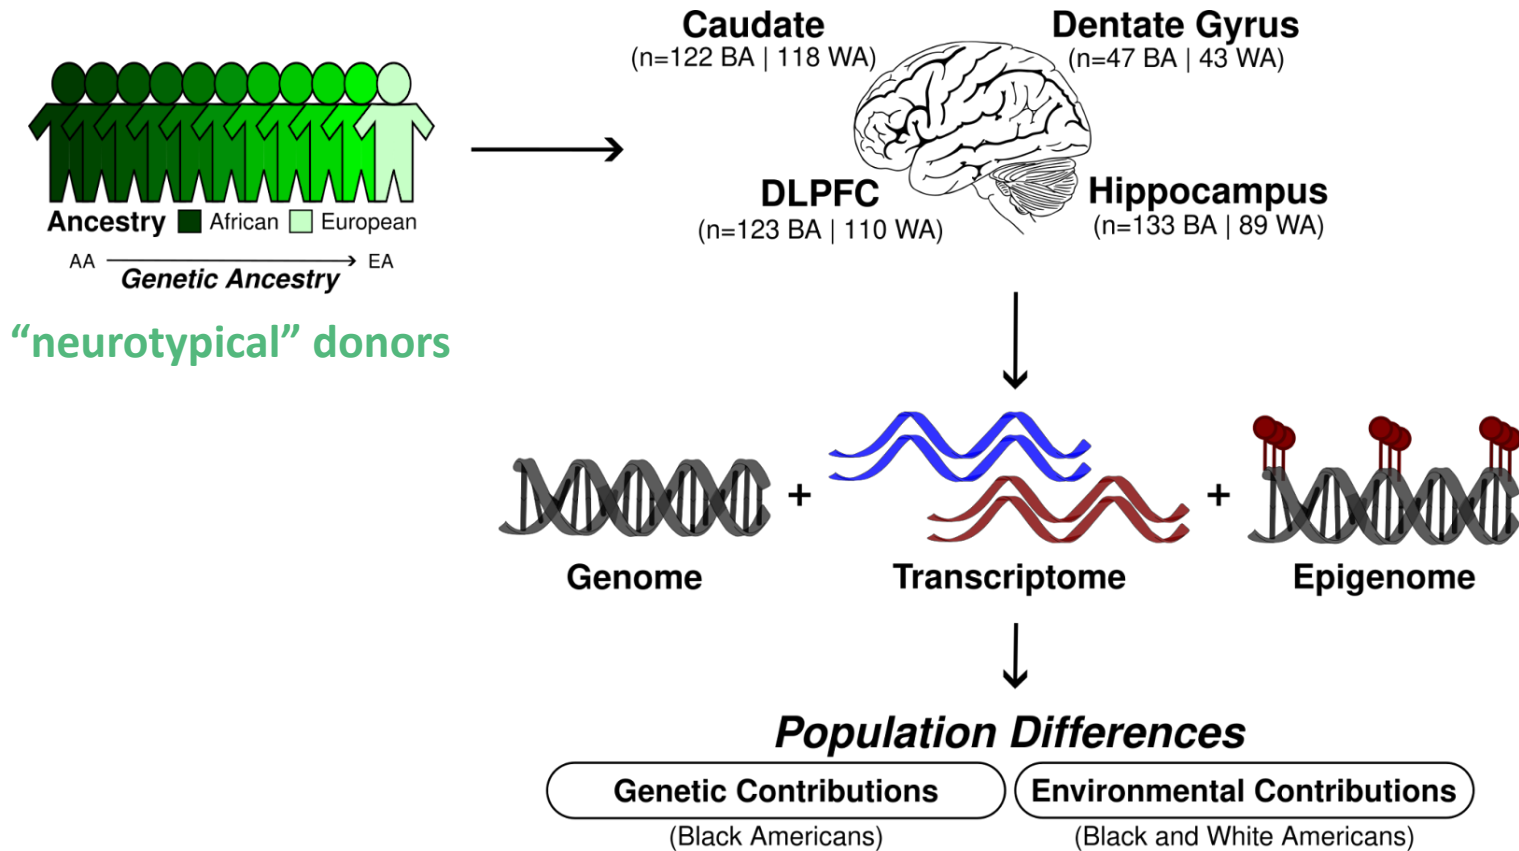 Caudate
(n=122 BA | 118 WA)
Dentate Gyrus
(n=47 BA | 43 WA)
Ancestry African European
AA EA
Genetic Ancestry
“neurotypical” donors
DLPFC
(n=123 BA | 110 WA)
Hippocampus
(n=133 BA | 89 WA)
+
+
Genome
Transcriptome
Epigenome
Population Differences
Genetic Contributions
(Black Americans)
Environmental Contributions
(Black and White Americans)